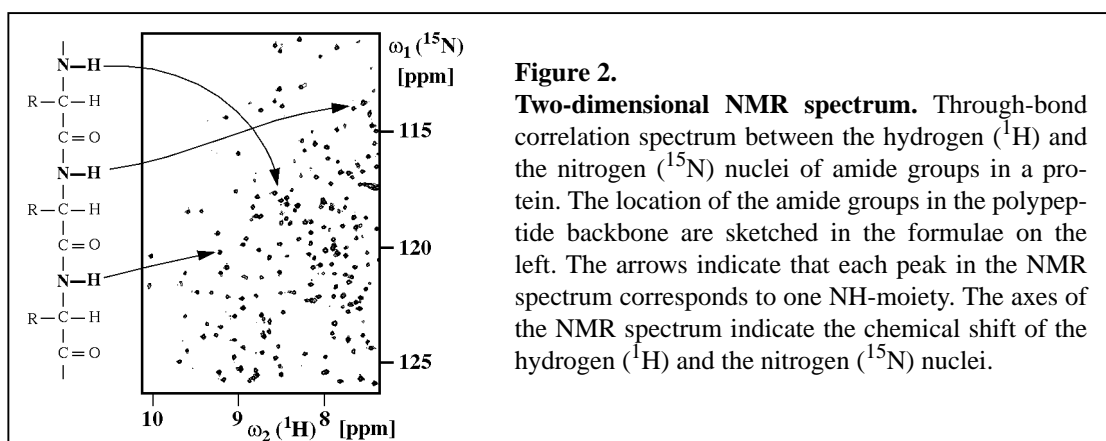 N–H
R–C–H
C=O
N–H
R–C–H
C=O
N–H
R–C–H
C=O
ω₁ (¹⁵N)
[ppm]
115
120
125
10
9
8
ω₂ (¹H) [ppm]
Figure 2.
Two-dimensional NMR spectrum. Through-bond
correlation spectrum between the hydrogen (¹H) and
the nitrogen (¹⁵N) nuclei of amide groups in a pro-
tein. The location of the amide groups in the polypep-
tide backbone are sketched in the formulae on the
left. The arrows indicate that each peak in the NMR
spectrum corresponds to one NH-moiety. The axes of
the NMR spectrum indicate the chemical shift of the
hydrogen (¹H) and the nitrogen (¹⁵N) nuclei.